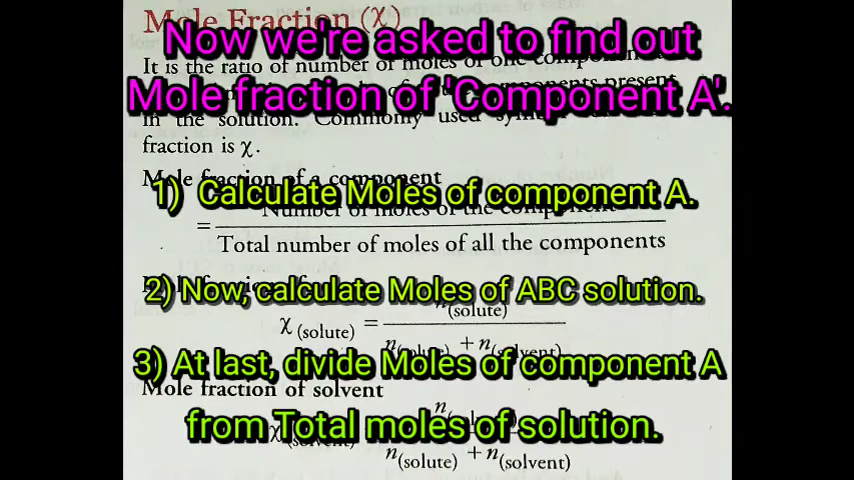 Mole Fraction (χ)
Now we're asked to find out
It is the ratio of number of moles of one component
Mole fraction of 'Component A'.
in the solution. Commonly used
fraction is χ.
Mole fraction of a component
1) Calculate Moles of component A.
= Number of moles of the component
Total number of moles of all the components
2) Now, calculate Moles of ABC solution.
χ(solute) = n(solute)
n(solute) + n(solvent)
3) At last, divide Moles of component A
Mole fraction of solvent
from Total moles of solution.
n(solute) + n(solvent)